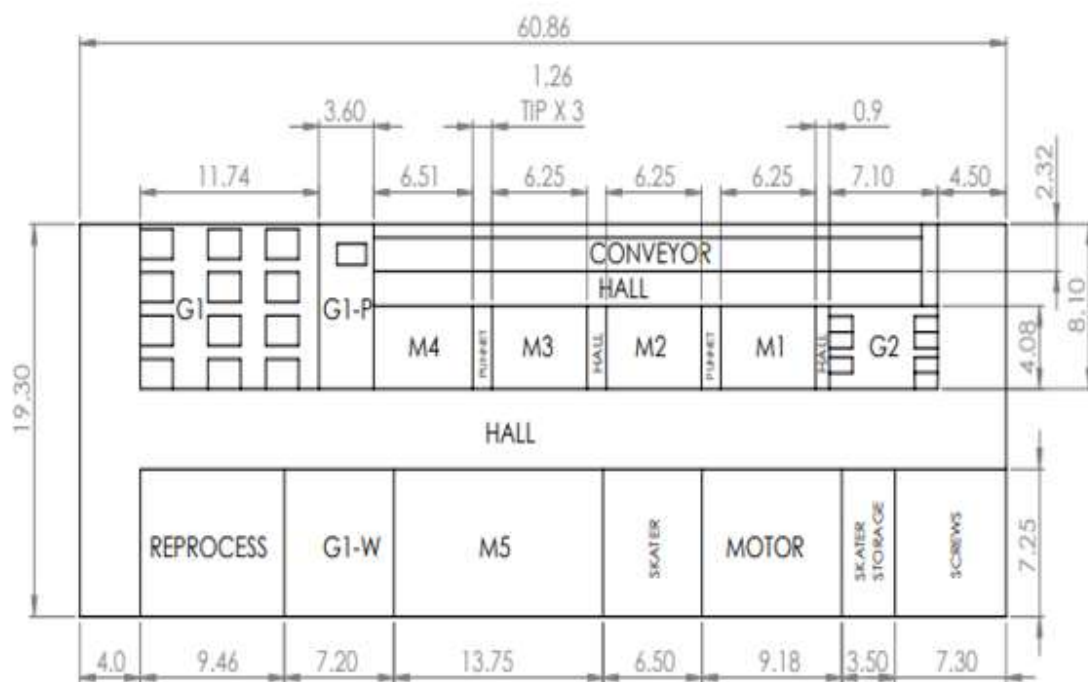 60.86
1.26
3.60
TIP X 3
0.9
11.74
6.51
6.25
6.25
6.25
7.10
4.50
2.32
CONVEYOR
HALL
G1
G1-P
8.10
M4
PUNNET
M3
HALL
M2
PUNNET
M1
HALL
G2
4.08
19.30
HALL
REPROCESS
G1-W
M5
SKATER
MOTOR
SKATER
STORAGE
SCREWS
7.25
4.0
9.46
7.20
13.75
6.50
9.18
3.50
7.30